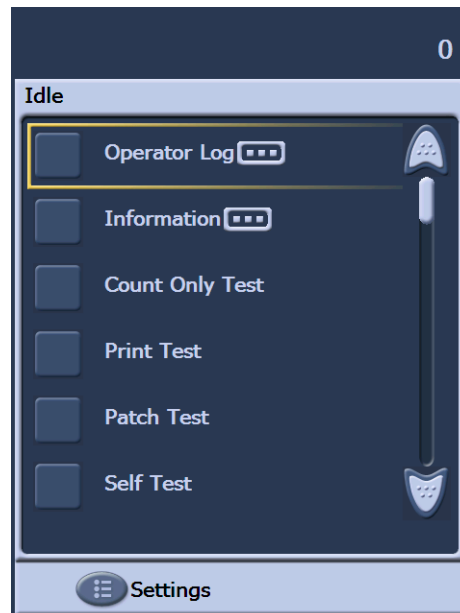 0
Idle
Operator Log
Information
Count Only Test
Print Test
Patch Test
Self Test
Settings